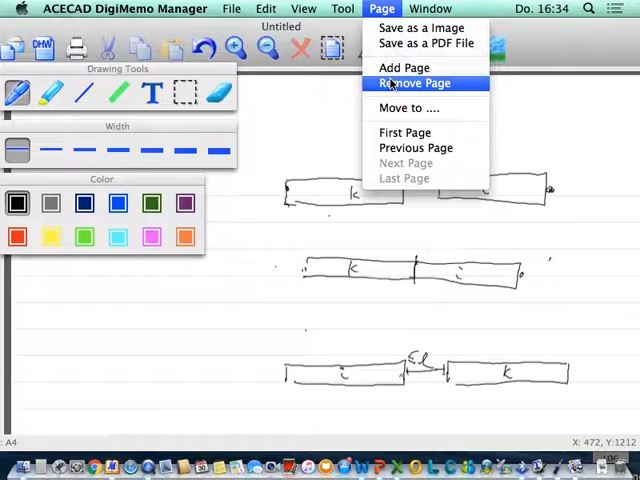 ACECAD DigiMemo Manager File Edit View Tool Page Window Do. 16:34
Untitled
DHW
Save as a Image
Save as a PDF File
Add Page
Remove Page
Move to ....
First Page
Previous Page
Next Page
Last Page
Drawing Tools
T
Width
Color
k
k i
i k
: A4 X: 472, Y:1212